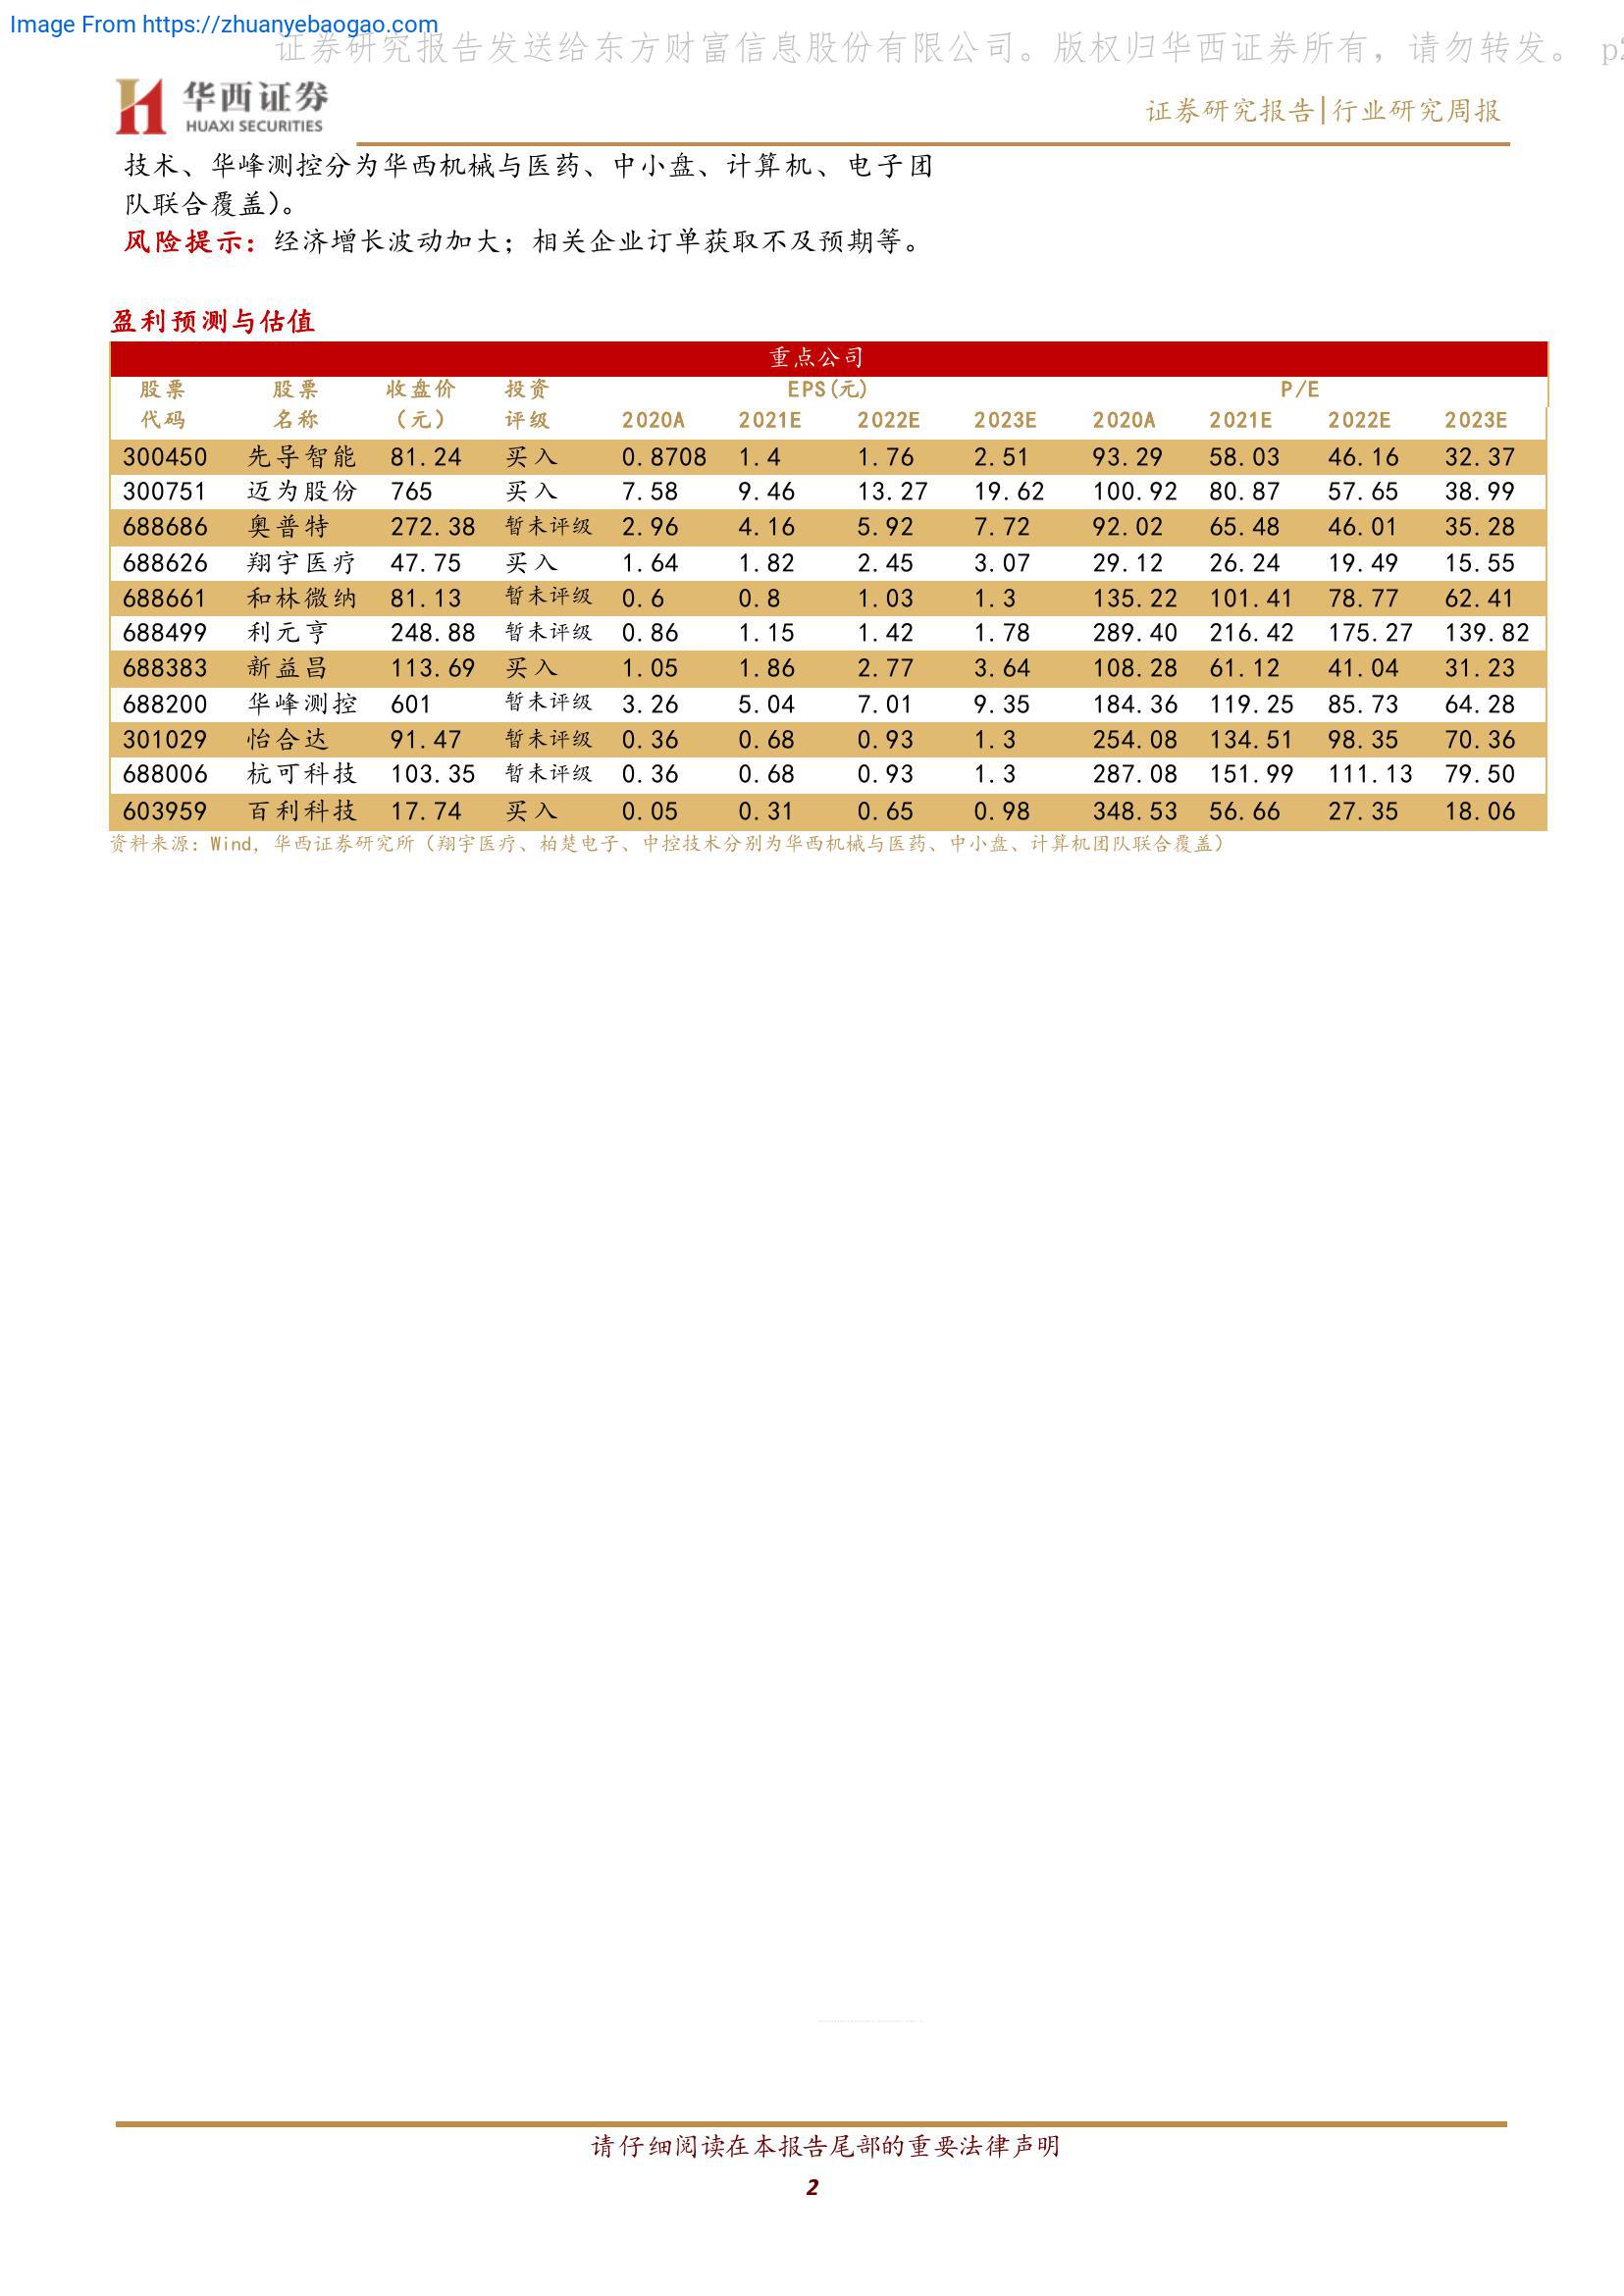 Image From https://zhuanyebaogao.com
证券研究报告发送给东方财富信息股份有限公司。版权归华西证券所有，请勿转发。 p2
华西证券
HUAXI SECURITIES
证券研究报告|行业研究周报
技术、华峰测控分为华西机械与医药、中小盘、计算机、电子团
队联合覆盖）。
风险提示：经济增长波动加大；相关企业订单获取不及预期等。
盈利预测与估值
重点公司
股票 股票 收盘价 投资 EPS(元) P/E
代码 名称 （元） 评级 2020A 2021E 2022E 2023E 2020A 2021E 2022E 2023E
300450 先导智能 81.24 买入 0.8708 1.4 1.76 2.51 93.29 58.03 46.16 32.37
300751 迈为股份 765 买入 7.58 9.46 13.27 19.62 100.92 80.87 57.65 38.99
688686 奥普特 272.38 暂未评级 2.96 4.16 5.92 7.72 92.02 65.48 46.01 35.28
688626 翔宇医疗 47.75 买入 1.64 1.82 2.45 3.07 29.12 26.24 19.49 15.55
688661 和林微纳 81.13 暂未评级 0.6 0.8 1.03 1.3 135.22 101.41 78.77 62.41
688499 利元亨 248.88 暂未评级 0.86 1.15 1.42 1.78 289.40 216.42 175.27 139.82
688383 新益昌 113.69 买入 1.05 1.86 2.77 3.64 108.28 61.12 41.04 31.23
688200 华峰测控 601 暂未评级 3.26 5.04 7.01 9.35 184.36 119.25 85.73 64.28
301029 怡合达 91.47 暂未评级 0.36 0.68 0.93 1.3 254.08 134.51 98.35 70.36
688006 杭可科技 103.35 暂未评级 0.36 0.68 0.93 1.3 287.08 151.99 111.13 79.50
603959 百利科技 17.74 买入 0.05 0.31 0.65 0.98 348.53 56.66 27.35 18.06
资料来源：Wind，华西证券研究所（翔宇医疗、柏楚电子、中控技术分别为华西机械与医药、中小盘、计算机团队联合覆盖）
请仔细阅读在本报告尾部的重要法律声明
2